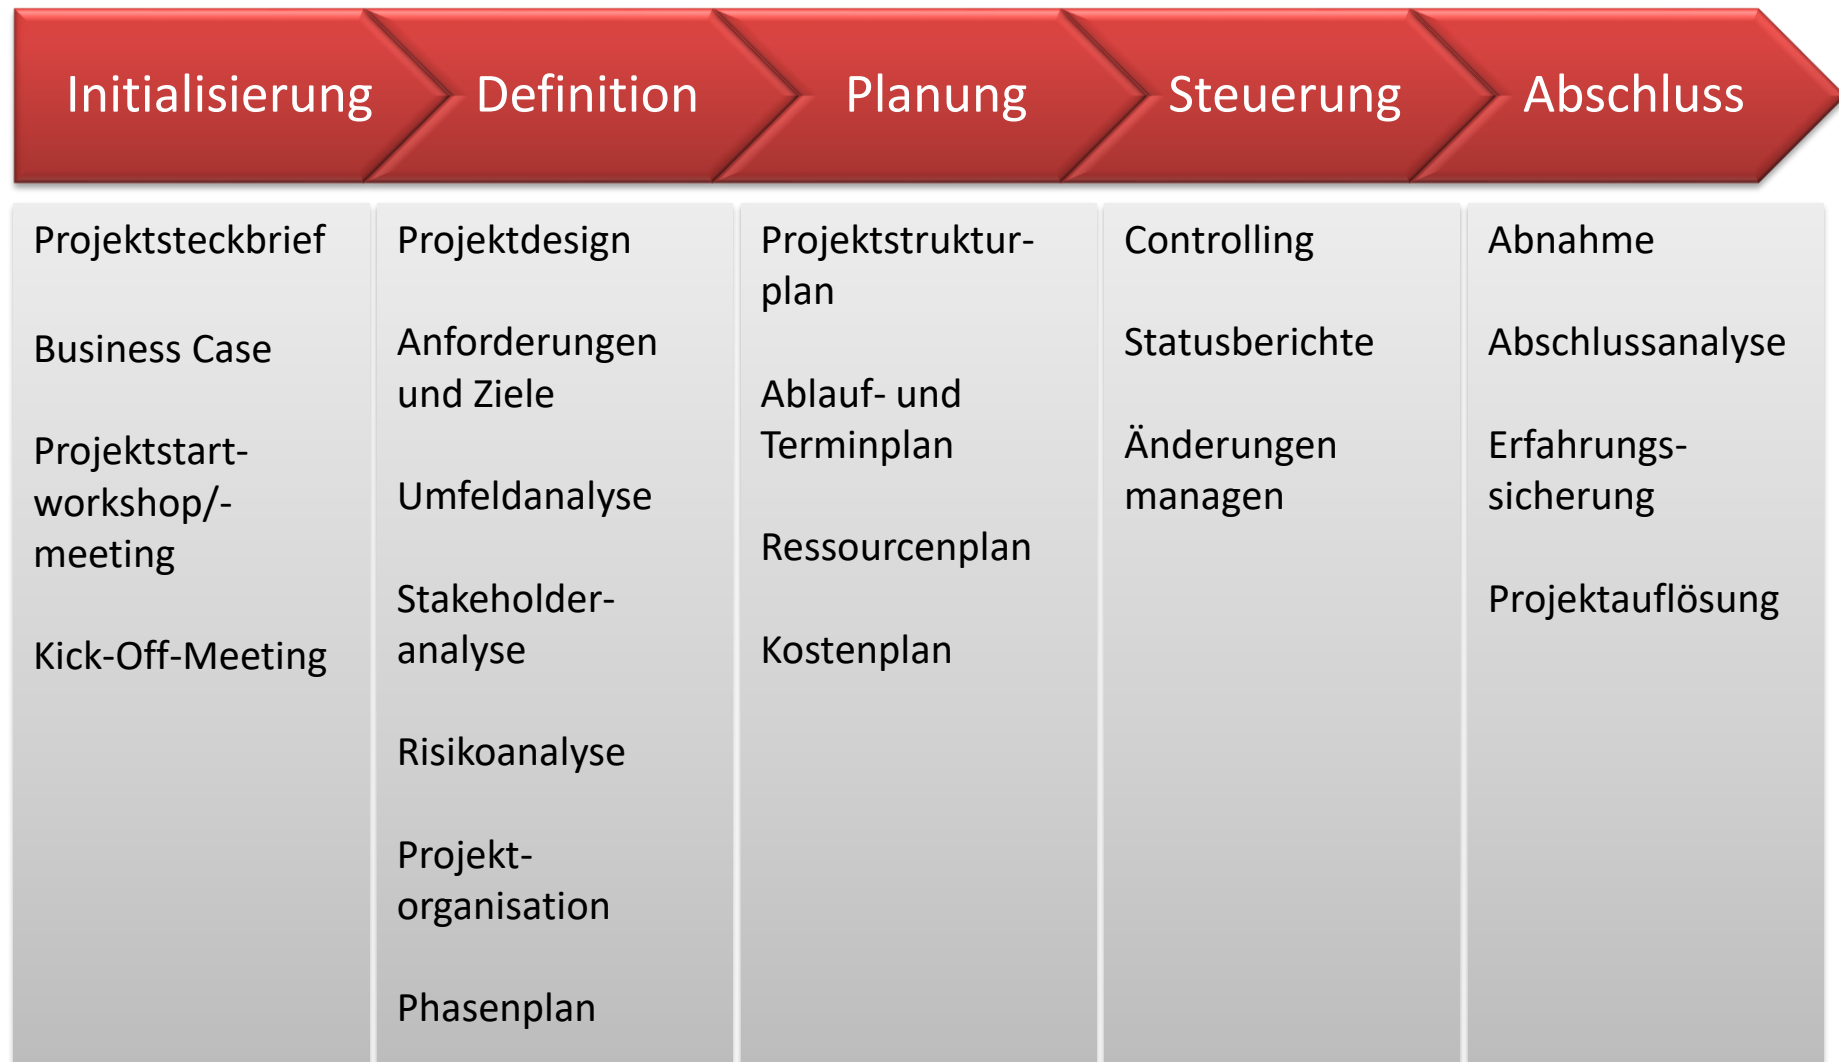 Initialisierung
Definition
Planung
Steuerung
Abschluss
Projektsteckbrief
Business Case
Projektstart-
workshop/-
meeting
Kick-Off-Meeting
Projektdesign
Anforderungen
und Ziele
Umfeldanalyse
Stakeholder-
analyse
Risikoanalyse
Projekt-
organisation
Phasenplan
Projektstruktur-
plan
Ablauf- und
Terminplan
Ressourcenplan
Kostenplan
Controlling
Statusberichte
Änderungen
managen
Abnahme
Abschlussanalyse
Erfahrungs-
sicherung
Projektauflösung